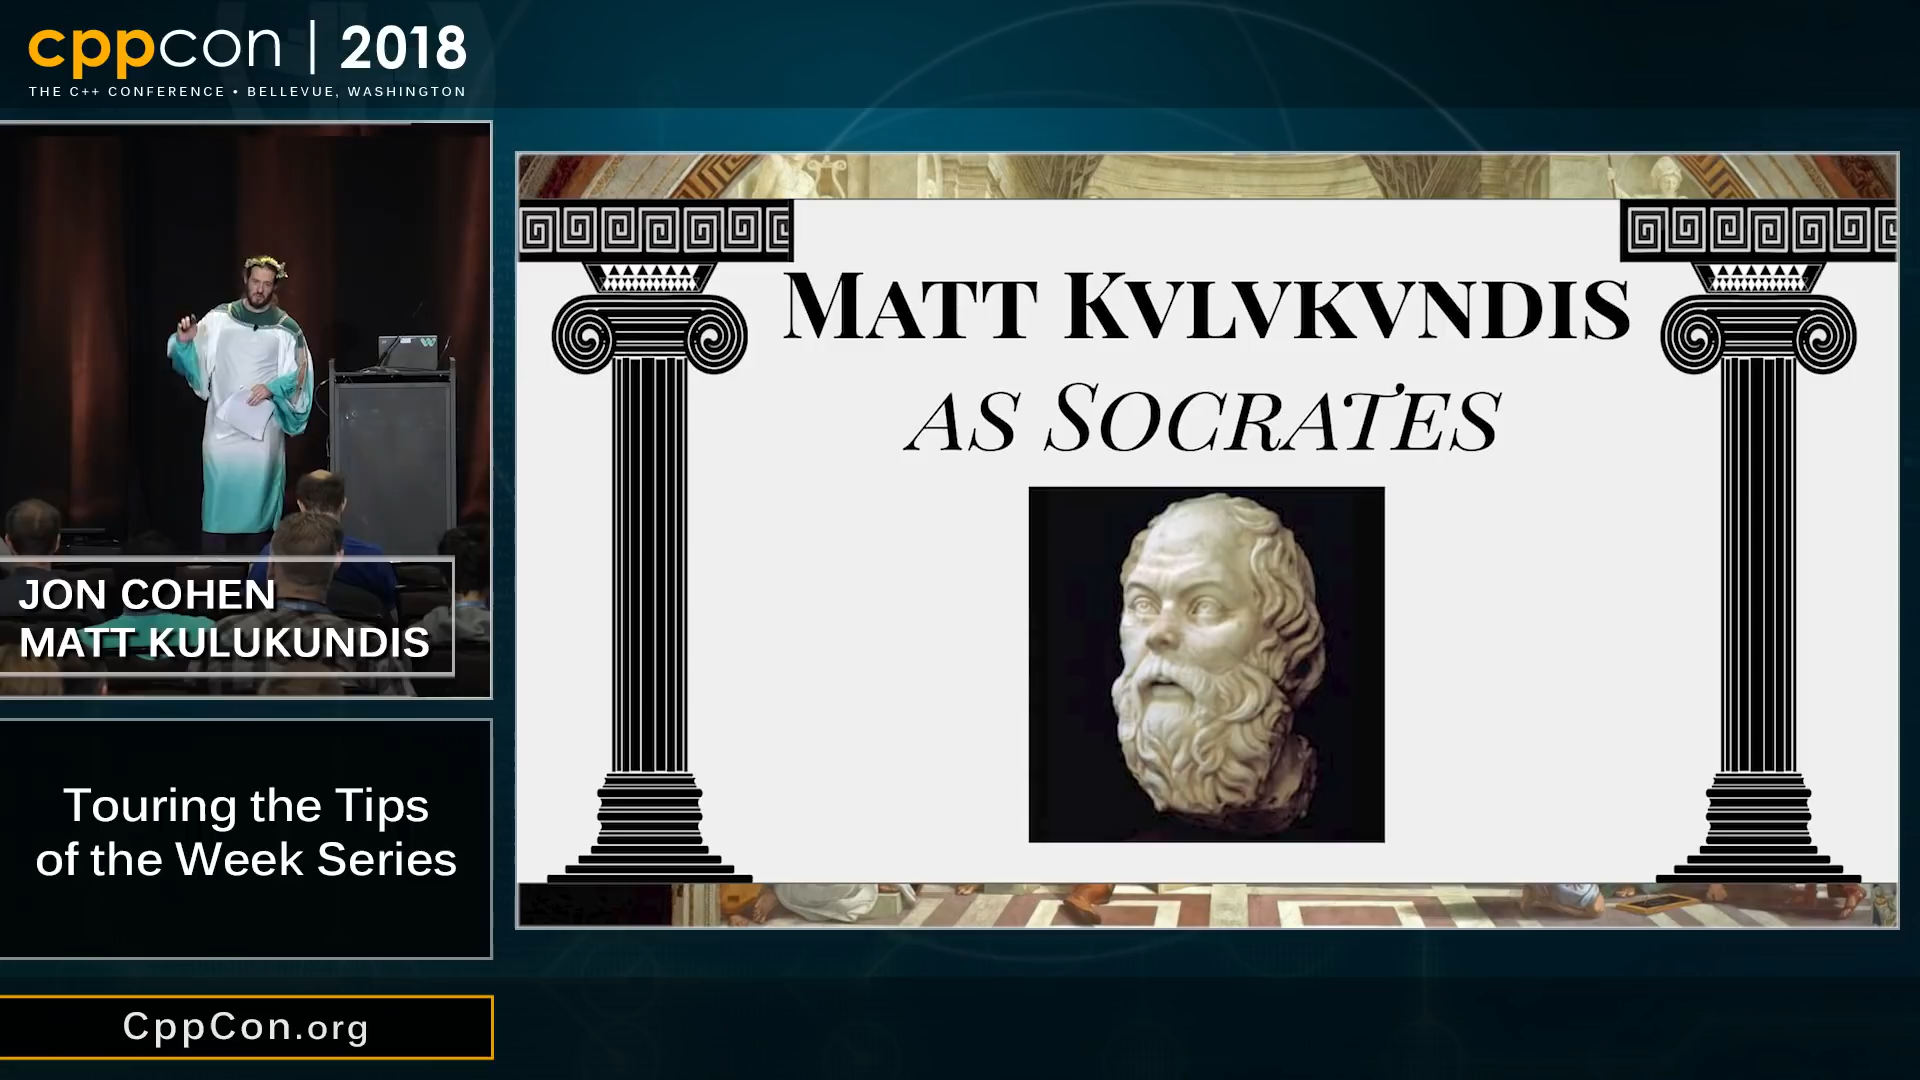 cppcon | 2018
THE C++ CONFERENCE • BELLEVUE, WASHINGTON
MATT KVLVKVNDIS
AS SOCRATES
JON COHEN
MATT KULUKUNDIS
Touring the Tips
of the Week Series
CppCon.org